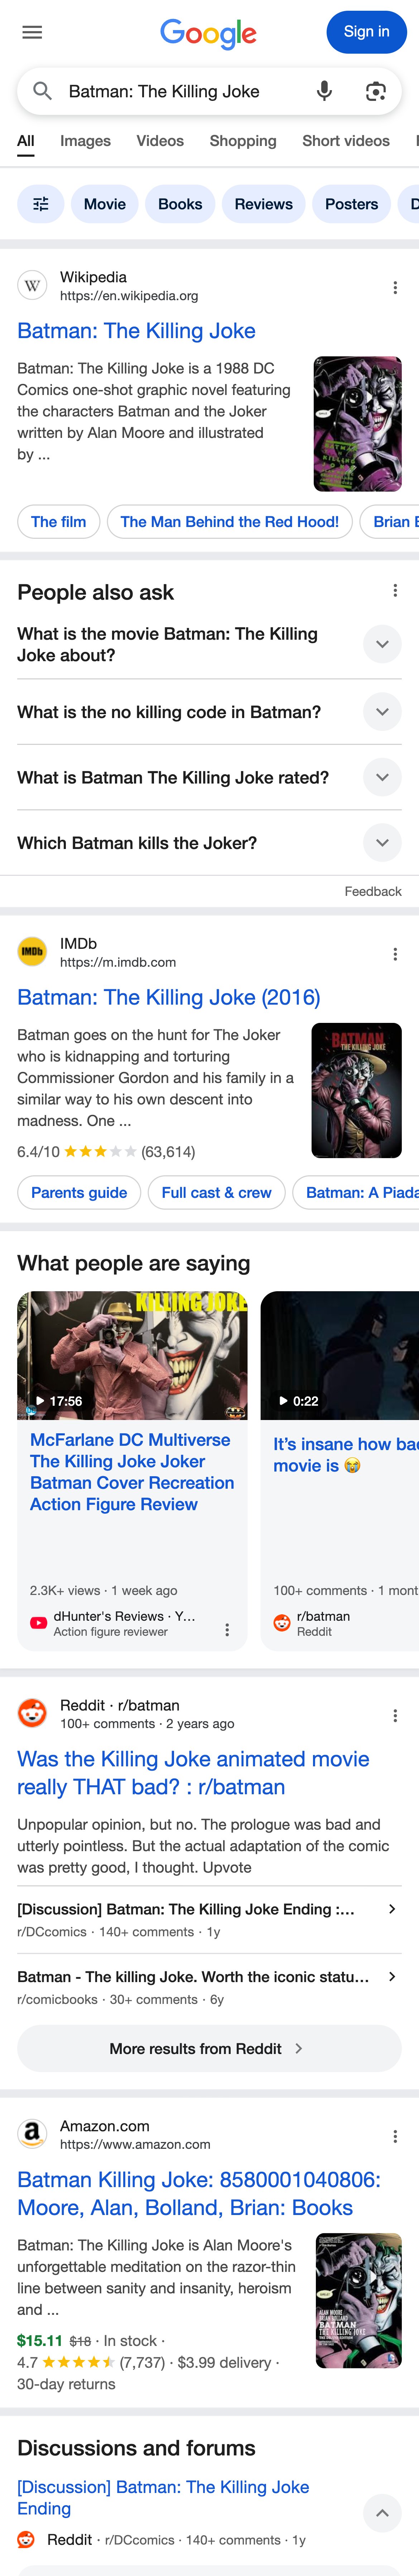 Google
Sign in
Batman: The Killing Joke
All Images Videos Shopping Short videos
Movie Books Reviews Posters D
W
Wikipedia
https://en.wikipedia.org
Batman: The Killing Joke
Batman: The Killing Joke is a 1988 DC
Comics one-shot graphic novel featuring
the characters Batman and the Joker
written by Alan Moore and illustrated
by ...
The film The Man Behind the Red Hood! Brian B
People also ask
What is the movie Batman: The Killing
Joke about?
What is the no killing code in Batman?
What is Batman The Killing Joke rated?
Which Batman kills the Joker?
Feedback
IMDb
IMDb
https://m.imdb.com
Batman: The Killing Joke (2016)
Batman goes on the hunt for The Joker
who is kidnapping and torturing
Commissioner Gordon and his family in a
similar way to his own descent into
madness. One ...
BATMAN
THE KILLING JOKE
6.4/10 (63,614)
Parents guide Full cast & crew Batman: A Piada
What people are saying
KILLING JOKE
17:56
0:22
McFarlane DC Multiverse
The Killing Joke Joker
Batman Cover Recreation
Action Figure Review
It's insane how bad
movie is 😭
2.3K+ views · 1 week ago
100+ comments · 1 mont
dHunter's Reviews · Y...
Action figure reviewer
r/batman
Reddit
Reddit · r/batman
100+ comments · 2 years ago
Was the Killing Joke animated movie
really THAT bad? : r/batman
Unpopular opinion, but no. The prologue was bad and
utterly pointless. But the actual adaptation of the comic
was pretty good, I thought. Upvote
[Discussion] Batman: The Killing Joke Ending :...
r/DCcomics · 140+ comments · 1y
Batman - The killing Joke. Worth the iconic statu...
r/comicbooks · 30+ comments · 6y
More results from Reddit
a
Amazon.com
https://www.amazon.com
Batman Killing Joke: 8580001040806:
Moore, Alan, Bolland, Brian: Books
Batman: The Killing Joke is Alan Moore's
unforgettable meditation on the razor-thin
line between sanity and insanity, heroism
and ...
ALAN MOORE
BRIAN BOLLAND
BATMAN
THE KILLING JOKE
$15.11 $18 · In stock ·
4.7 (7,737) · $3.99 delivery ·
30-day returns
Discussions and forums
[Discussion] Batman: The Killing Joke
Ending
Reddit · r/DCcomics · 140+ comments · 1y